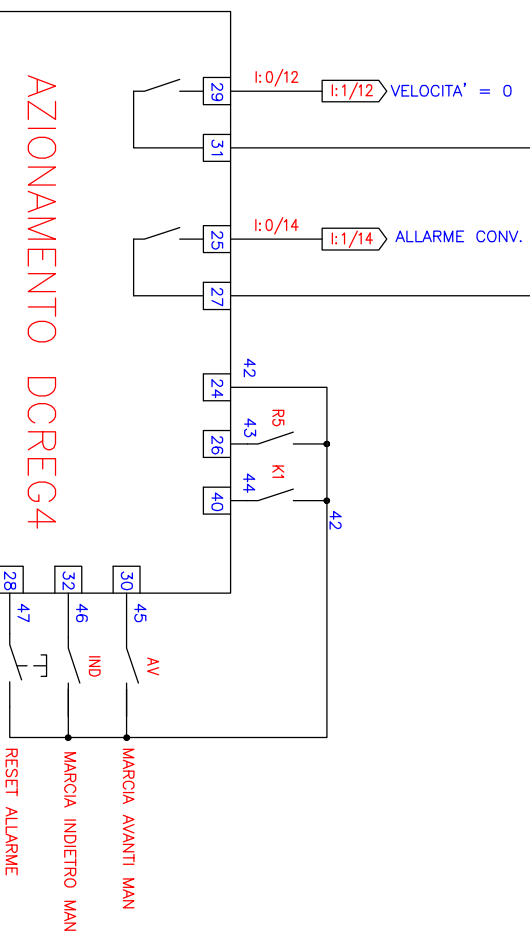 I:0/12
29
I:1/12
VELOCITA' = 0
31
I:0/14
25
I:1/14
ALLARME CONV.
27
AZIONAMENTO DCREG4
42
24
R5
43
26
K1
44
40
42
30
45
AV
MARCIA AVANTI MAN
32
46
IND
MARCIA INDIETRO MAN
28
47
RESET ALLARME